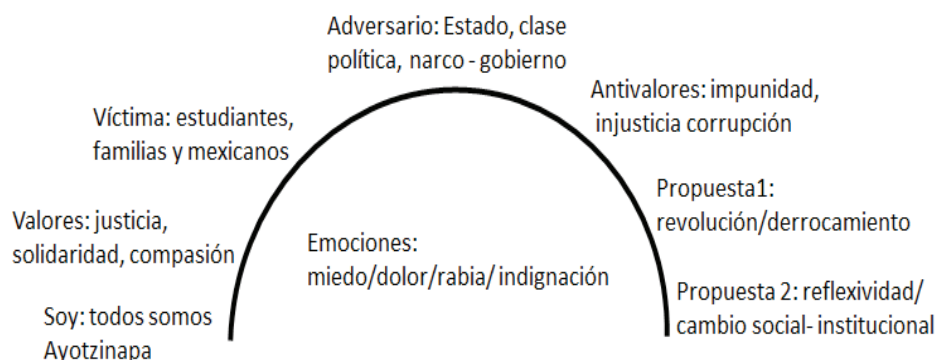 Adversario: Estado, clase
política, narco - gobierno
Antivalores: impunidad,
injusticia corrupción
Víctima: estudiantes,
familias y mexicanos
Propuesta1:
revolución/derrocamiento
Valores: justicia,
solidaridad, compasión
Emociones:
miedo/dolor/rabia/ indignación
Propuesta 2: reflexividad/
cambio social- institucional
Soy: todos somos
Ayotzinapa